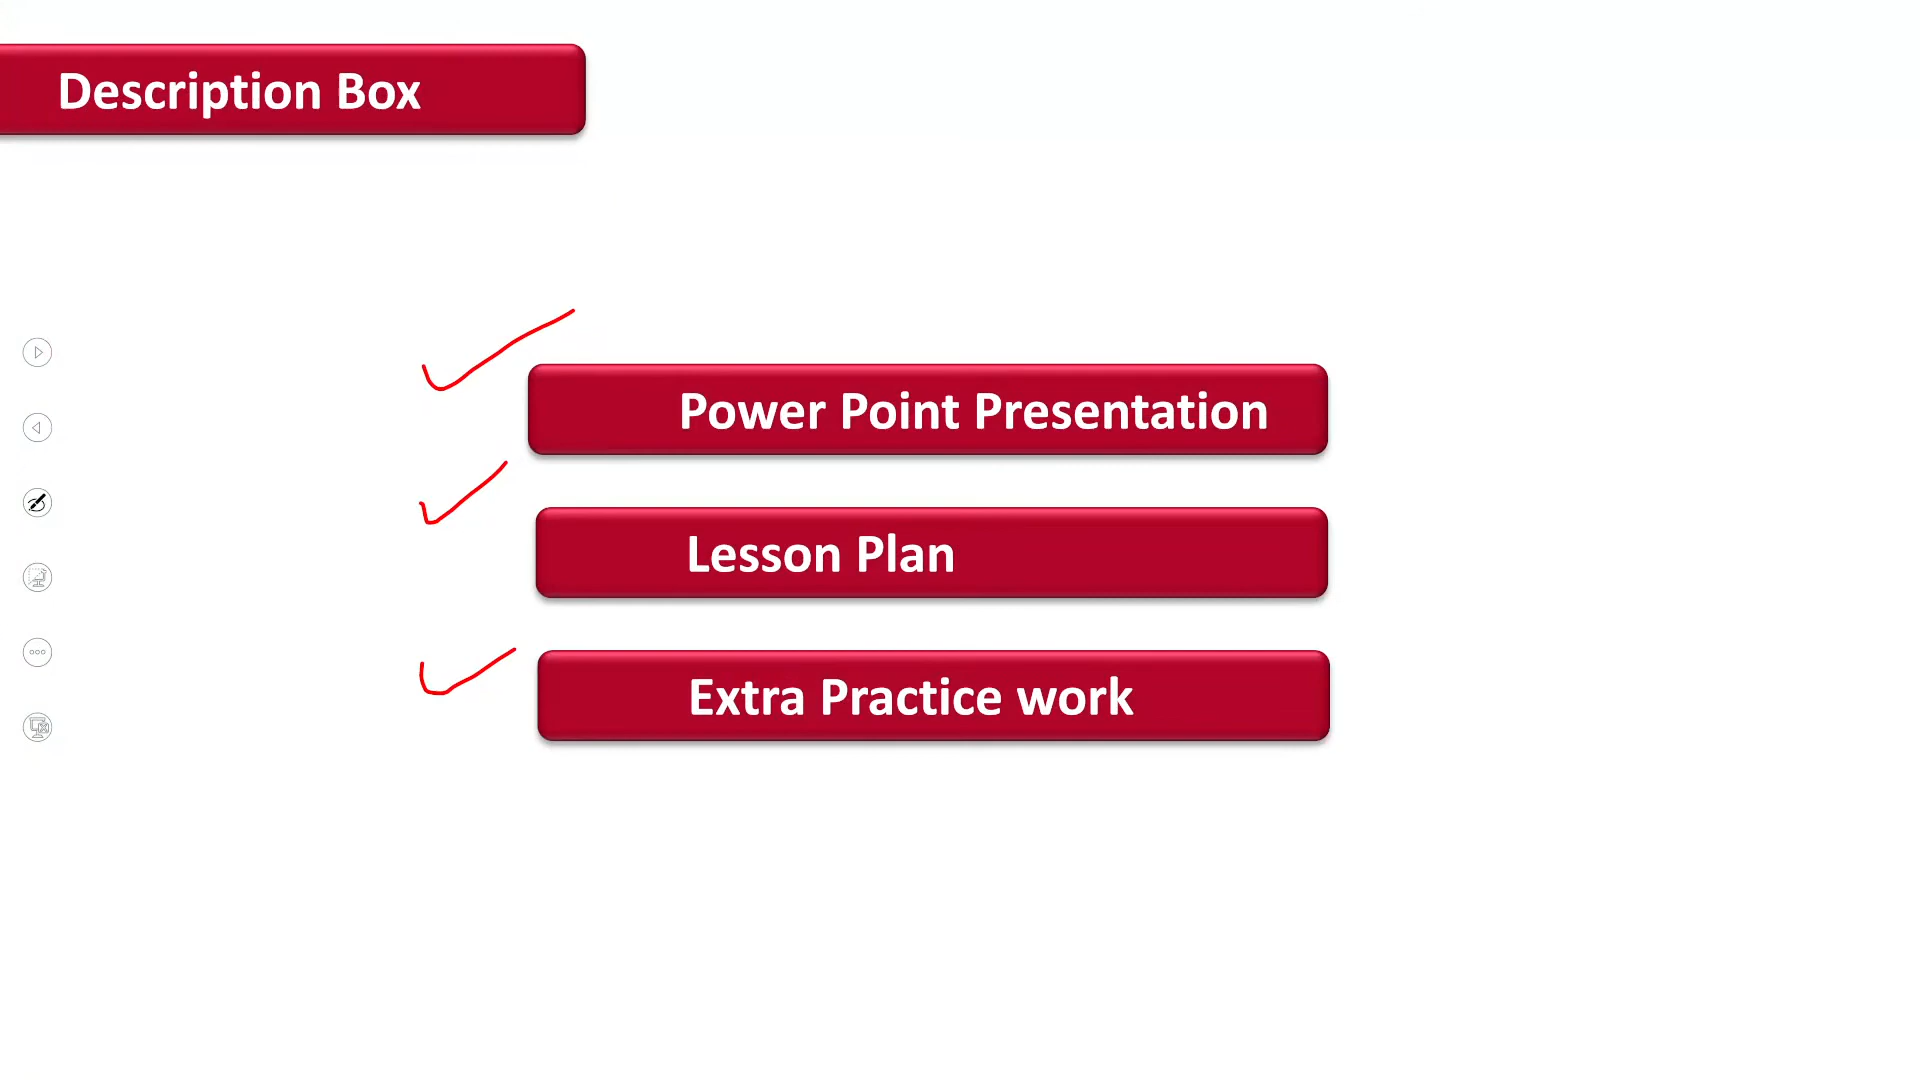 Description Box
Power Point Presentation
Lesson Plan
Extra Practice work